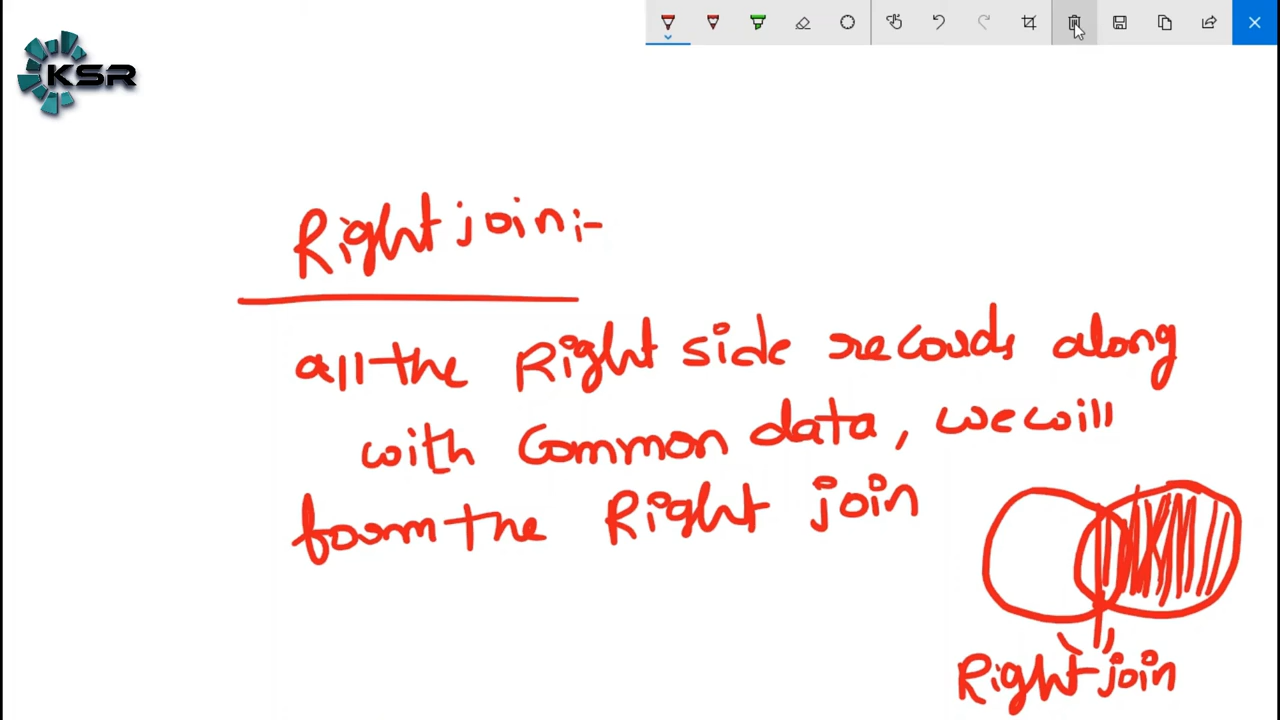 KSR
Right join:-
all the Right side records along
with Common data, we will
form the Right join
Right join